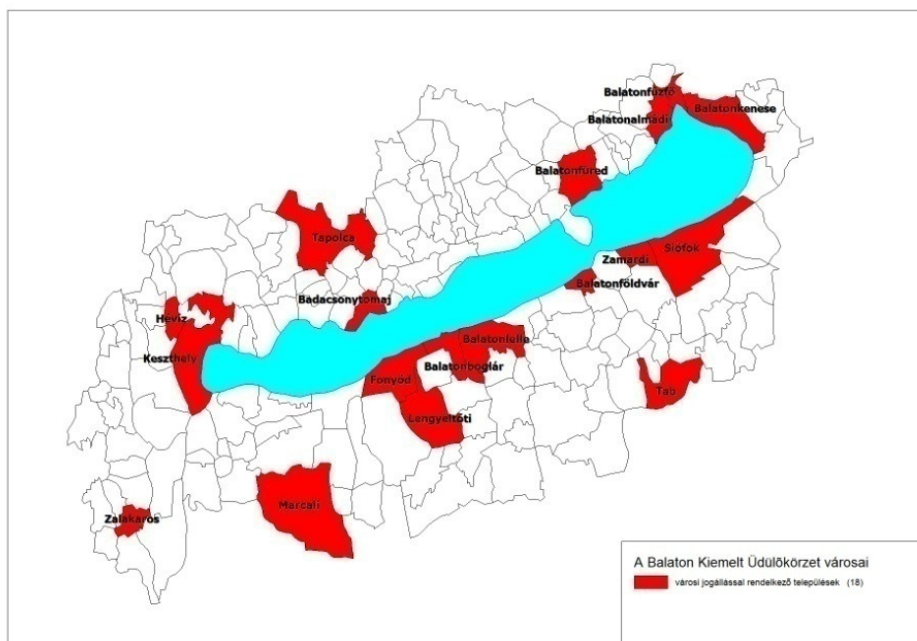 Balatonfűzfő
Balatonkenese
Balatonalmádi
Balatonfüred
Tapolca
Siófok
Zamárdi
Balatonföldvár
Badacsonytomaj
Hévíz
Keszthely
Balatonlelle
Balatonboglár
Fonyód
Tab
Lengyeltóti
Marcali
Zalakaros
A Balaton Kiemelt Üdülõkörzet városai
városi jogállással rendelkező települések (18)